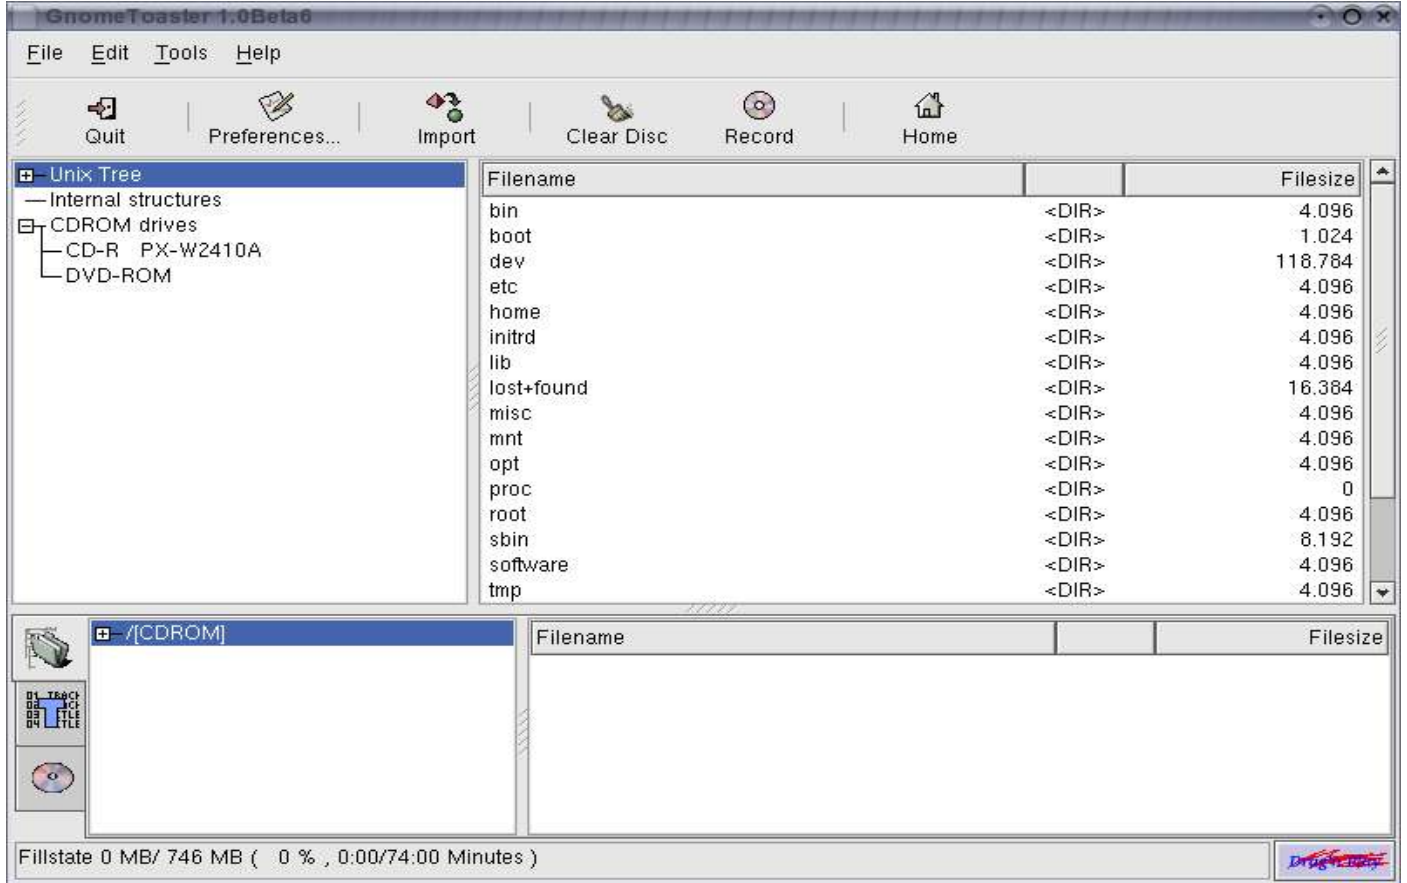 GnomeToaster 1.0Beta6
File Edit Tools Help
Quit Preferences... Import Clear Disc Record Home
Unix Tree
Internal structures
CDROM drives
CD-R PX-W2410A
DVD-ROM
Filename Filesize
bin <DIR> 4.096
boot <DIR> 1.024
dev <DIR> 118.784
etc <DIR> 4.096
home <DIR> 4.096
initrd <DIR> 4.096
lib <DIR> 4.096
lost+found <DIR> 16.384
misc <DIR> 4.096
mnt <DIR> 4.096
opt <DIR> 4.096
proc <DIR> 0
root <DIR> 4.096
sbin <DIR> 8.192
software <DIR> 4.096
tmp <DIR> 4.096
/[CDROM]
Filename Filesize
01 TRACK
Fillstate 0 MB/ 746 MB ( 0 % , 0:00/74:00 Minutes )